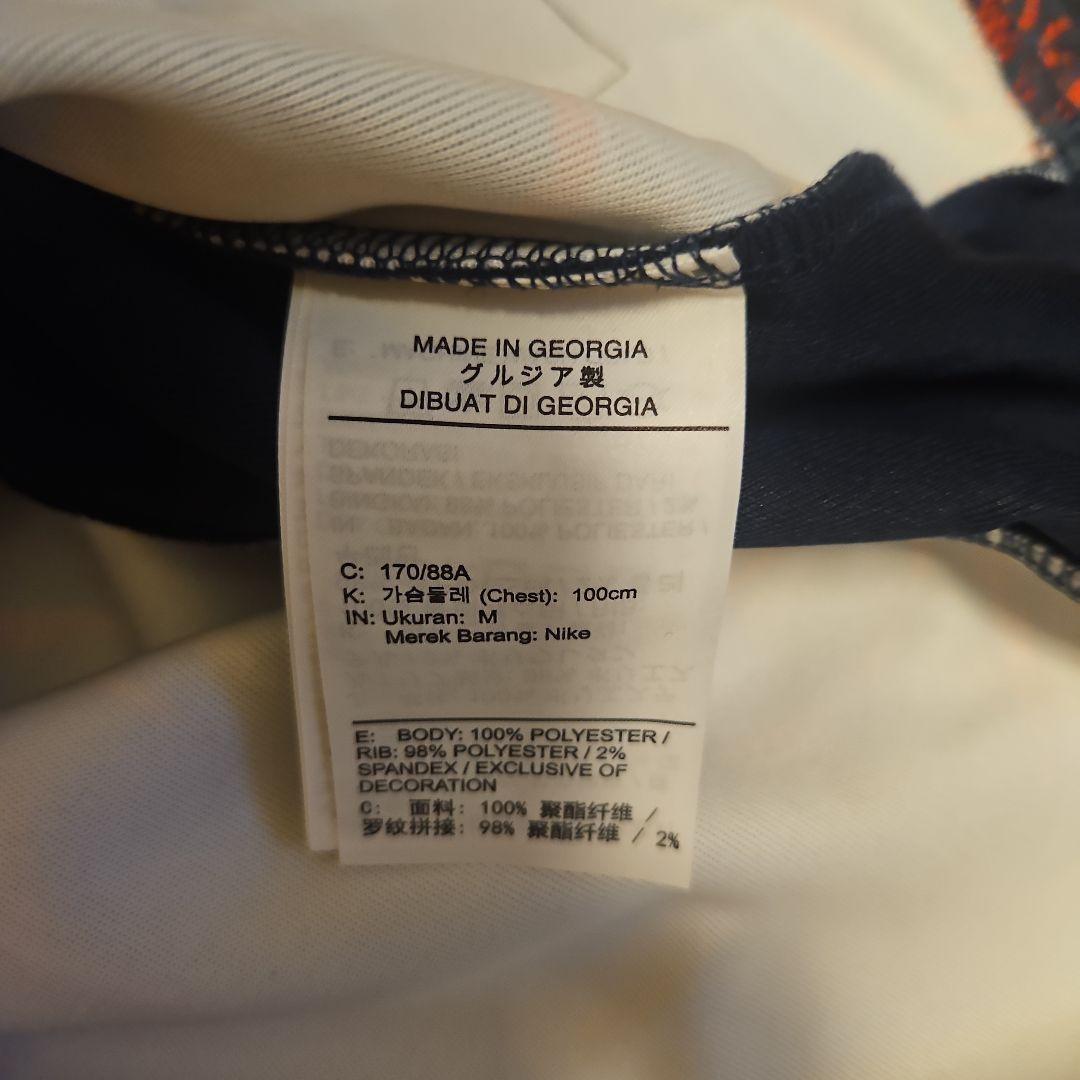 MADE IN GEORGIA
グルジア製
DIBUAT DI GEORGIA
C: 170/88A
K: 가슴둘레 (Chest): 100cm
IN: Ukuran: M
Merek Barang: Nike
E: BODY: 100% POLYESTER /
RIB: 98% POLYESTER / 2%
SPANDEX / EXCLUSIVE OF
DECORATION
C: 面料: 100% 聚酯纤维 /
罗纹拼接: 98% 聚酯纤维 / 2%